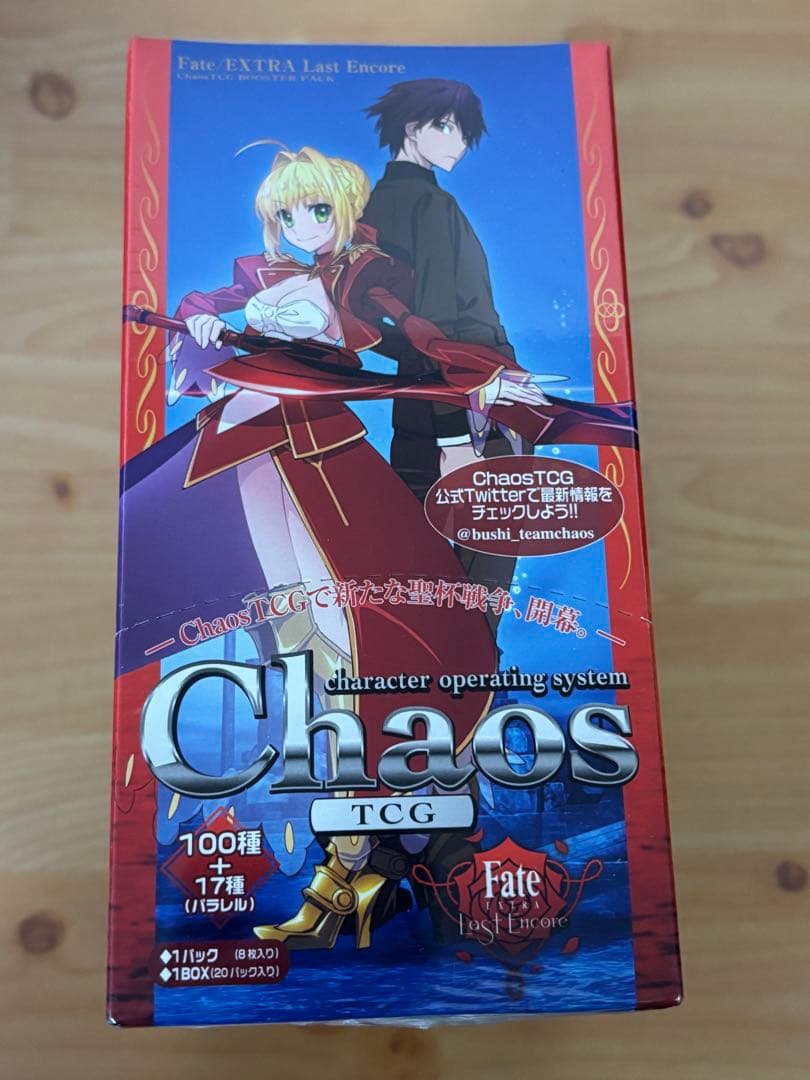 Fate/EXTRA Last Encore
ChaosTCG BOOSTER PACK
ChaosTCG
公式Twitterで最新情報を
チェックしよう!!
@bushi_teamchaos
— ChaosTCGで新たな聖杯戦争、開幕。—
character operating system
Chaos
TCG
100種
+
17種
(パラレル)
Fate
EXTRA
Last Encore
◆1パック (8枚入り)
◆1BOX(20パック入り)